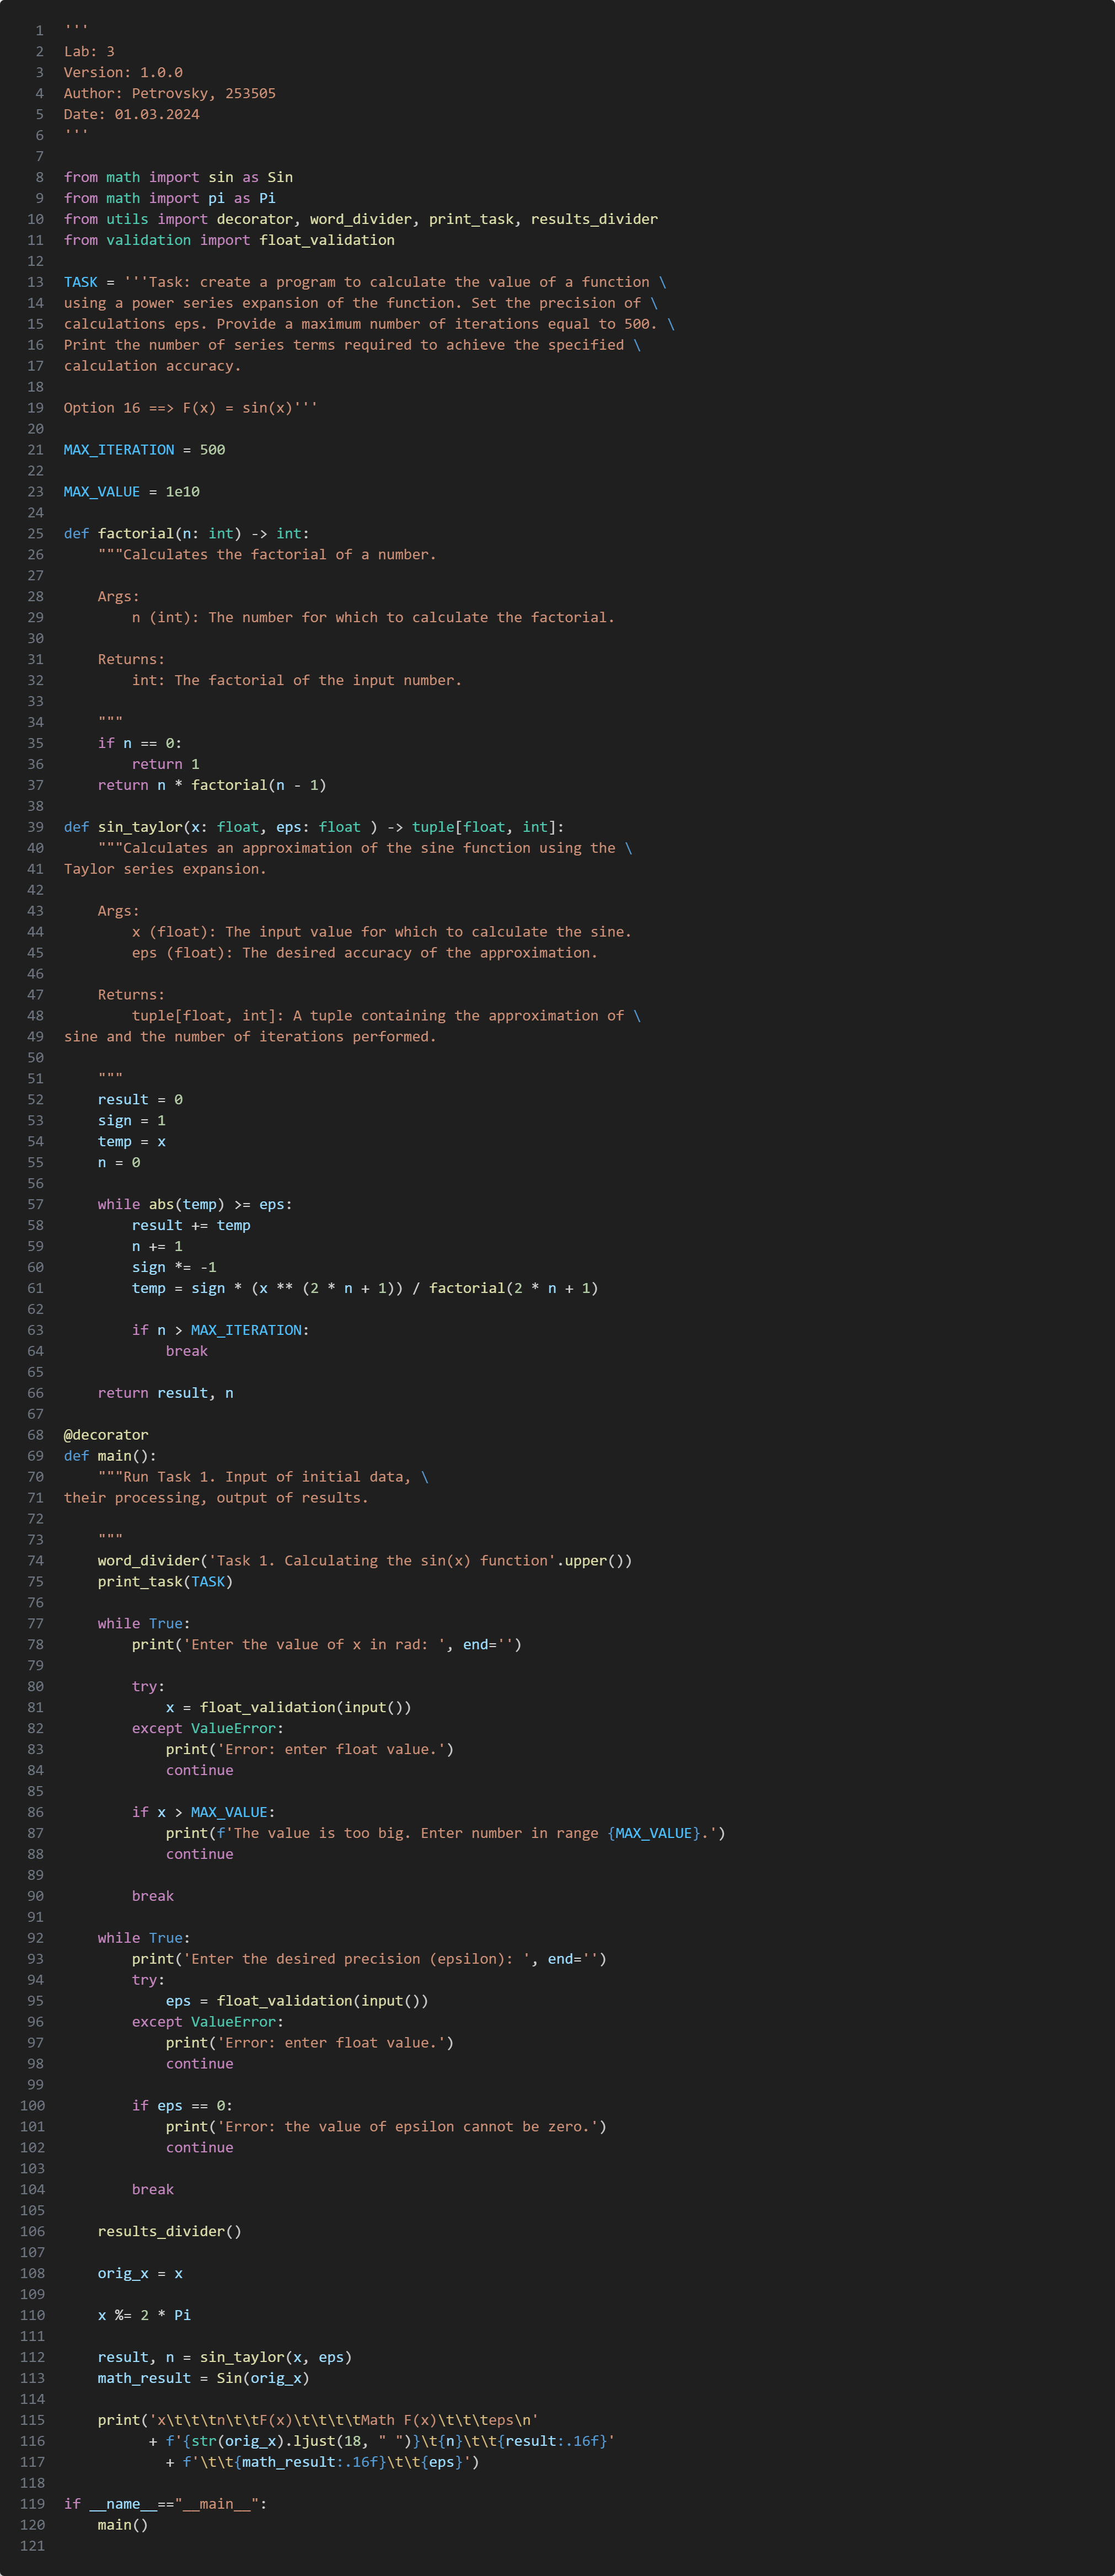 1 '''
2 Lab: 3
3 Version: 1.0.0
4 Author: Petrovsky, 253505
5 Date: 01.03.2024
6 '''
7
8 from math import sin as Sin
9 from math import pi as Pi
10 from utils import decorator, word_divider, print_task, results_divider
11 from validation import float_validation
12
13 TASK = '''Task: create a program to calculate the value of a function \
14 using a power series expansion of the function. Set the precision of \
15 calculations eps. Provide a maximum number of iterations equal to 500. \
16 Print the number of series terms required to achieve the specified \
17 calculation accuracy.
18
19 Option 16 ==> F(x) = sin(x)'''
20
21 MAX_ITERATION = 500
22
23 MAX_VALUE = 1e10
24
25 def factorial(n: int) -> int:
26     """Calculates the factorial of a number.
27
28     Args:
29         n (int): The number for which to calculate the factorial.
30
31     Returns:
32         int: The factorial of the input number.
33
34     """
35     if n == 0:
36         return 1
37     return n * factorial(n - 1)
38
39 def sin_taylor(x: float, eps: float ) -> tuple[float, int]:
40     """Calculates an approximation of the sine function using the \
41 Taylor series expansion.
42
43     Args:
44         x (float): The input value for which to calculate the sine.
45         eps (float): The desired accuracy of the approximation.
46
47     Returns:
48         tuple[float, int]: A tuple containing the approximation of \
49 sine and the number of iterations performed.
50
51     """
52     result = 0
53     sign = 1
54     temp = x
55     n = 0
56
57     while abs(temp) >= eps:
58         result += temp
59         n += 1
60         sign *= -1
61         temp = sign * (x ** (2 * n + 1)) / factorial(2 * n + 1)
62
63         if n > MAX_ITERATION:
64             break
65
66     return result, n
67
68 @decorator
69 def main():
70     """Run Task 1. Input of initial data, \
71 their processing, output of results.
72
73     """
74     word_divider('Task 1. Calculating the sin(x) function'.upper())
75     print_task(TASK)
76
77     while True:
78         print('Enter the value of x in rad: ', end='')
79
80         try:
81             x = float_validation(input())
82         except ValueError:
83             print('Error: enter float value.')
84             continue
85
86         if x > MAX_VALUE:
87             print(f'The value is too big. Enter number in range {MAX_VALUE}.')
88             continue
89
90         break
91
92     while True:
93         print('Enter the desired precision (epsilon): ', end='')
94         try:
95             eps = float_validation(input())
96         except ValueError:
97             print('Error: enter float value.')
98             continue
99
100         if eps == 0:
101             print('Error: the value of epsilon cannot be zero.')
102             continue
103
104         break
105
106     results_divider()
107
108     orig_x = x
109
110     x %= 2 * Pi
111
112     result, n = sin_taylor(x, eps)
113     math_result = Sin(orig_x)
114
115     print('x\t\t\tn\t\tF(x)\t\t\t\tMath F(x)\t\t\teps\n'
116           + f'{str(orig_x).ljust(18, " ")}\t{n}\t\t{result:.16f}'
117             + f'\t\t{math_result:.16f}\t\t{eps}')
118
119 if __name__=="__main__":
120     main()
121